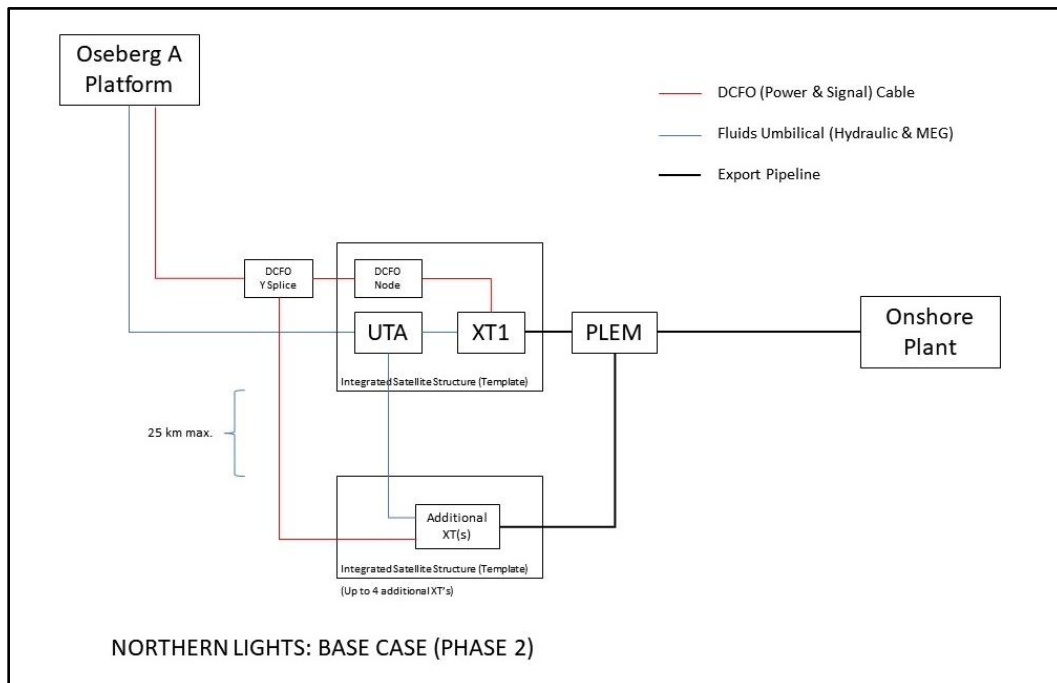 Oseberg A
Platform
DCFO (Power & Signal) Cable
Fluids Umbilical (Hydraulic & MEG)
Export Pipeline
DCFO
Y Splice
DCFO
Node
UTA
XT1
PLEM
Onshore
Plant
Integrated Satellite Structure (Template)
25 km max.
Additional
XT(s)
Integrated Satellite Structure (Template)
(Up to 4 additional XT's)
NORTHERN LIGHTS: BASE CASE (PHASE 2)